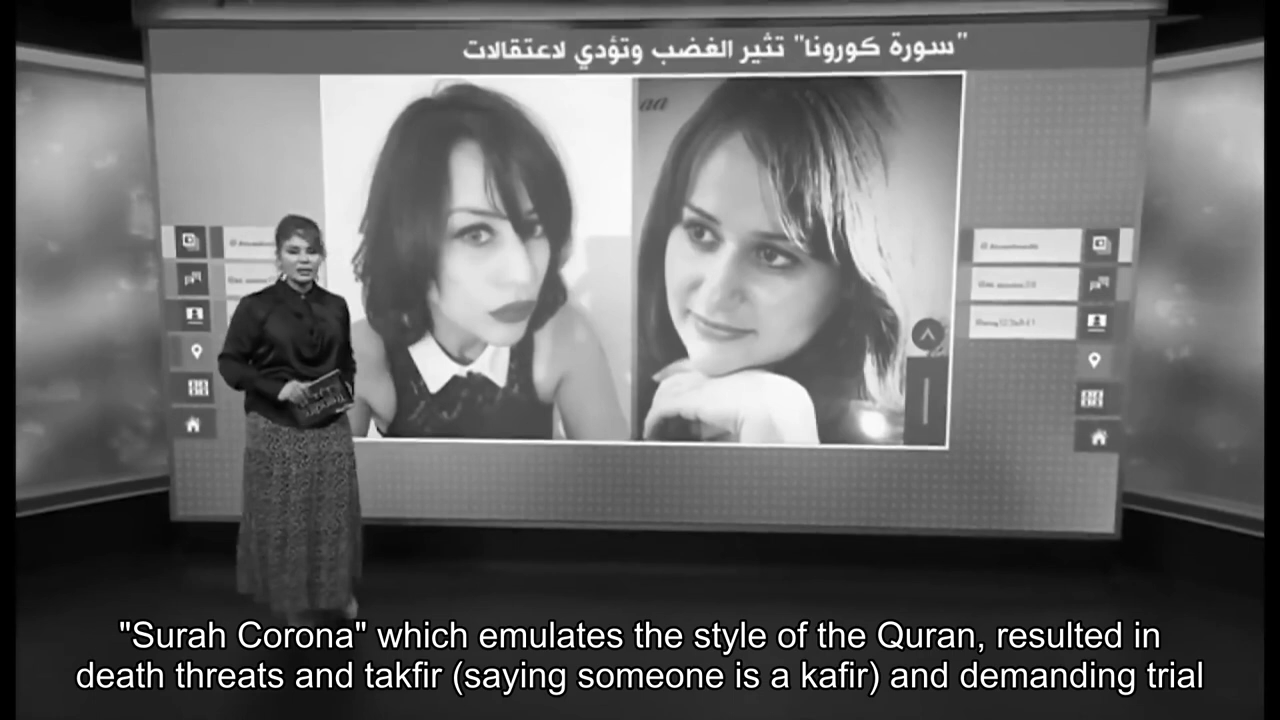 "سورة كورونا" تثير الغضب وتؤدي لاعتقالات
aa
"Surah Corona" which emulates the style of the Quran, resulted in
death threats and takfir (saying someone is a kafir) and demanding trial